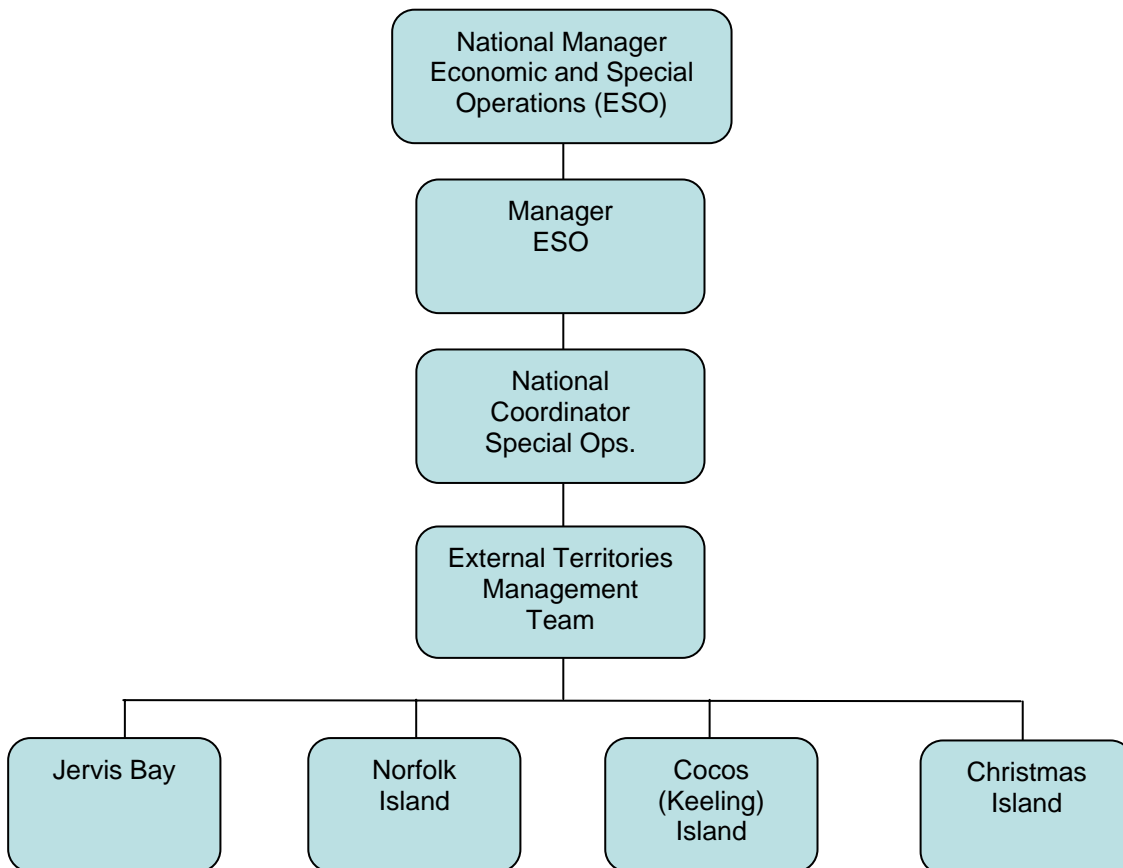 National Manager
Economic and Special
Operations (ESO)
Manager
ESO
National
Coordinator
Special Ops.
External Territories
Management
Team
Jervis Bay
Norfolk
Island
Cocos
(Keeling)
Island
Christmas
Island